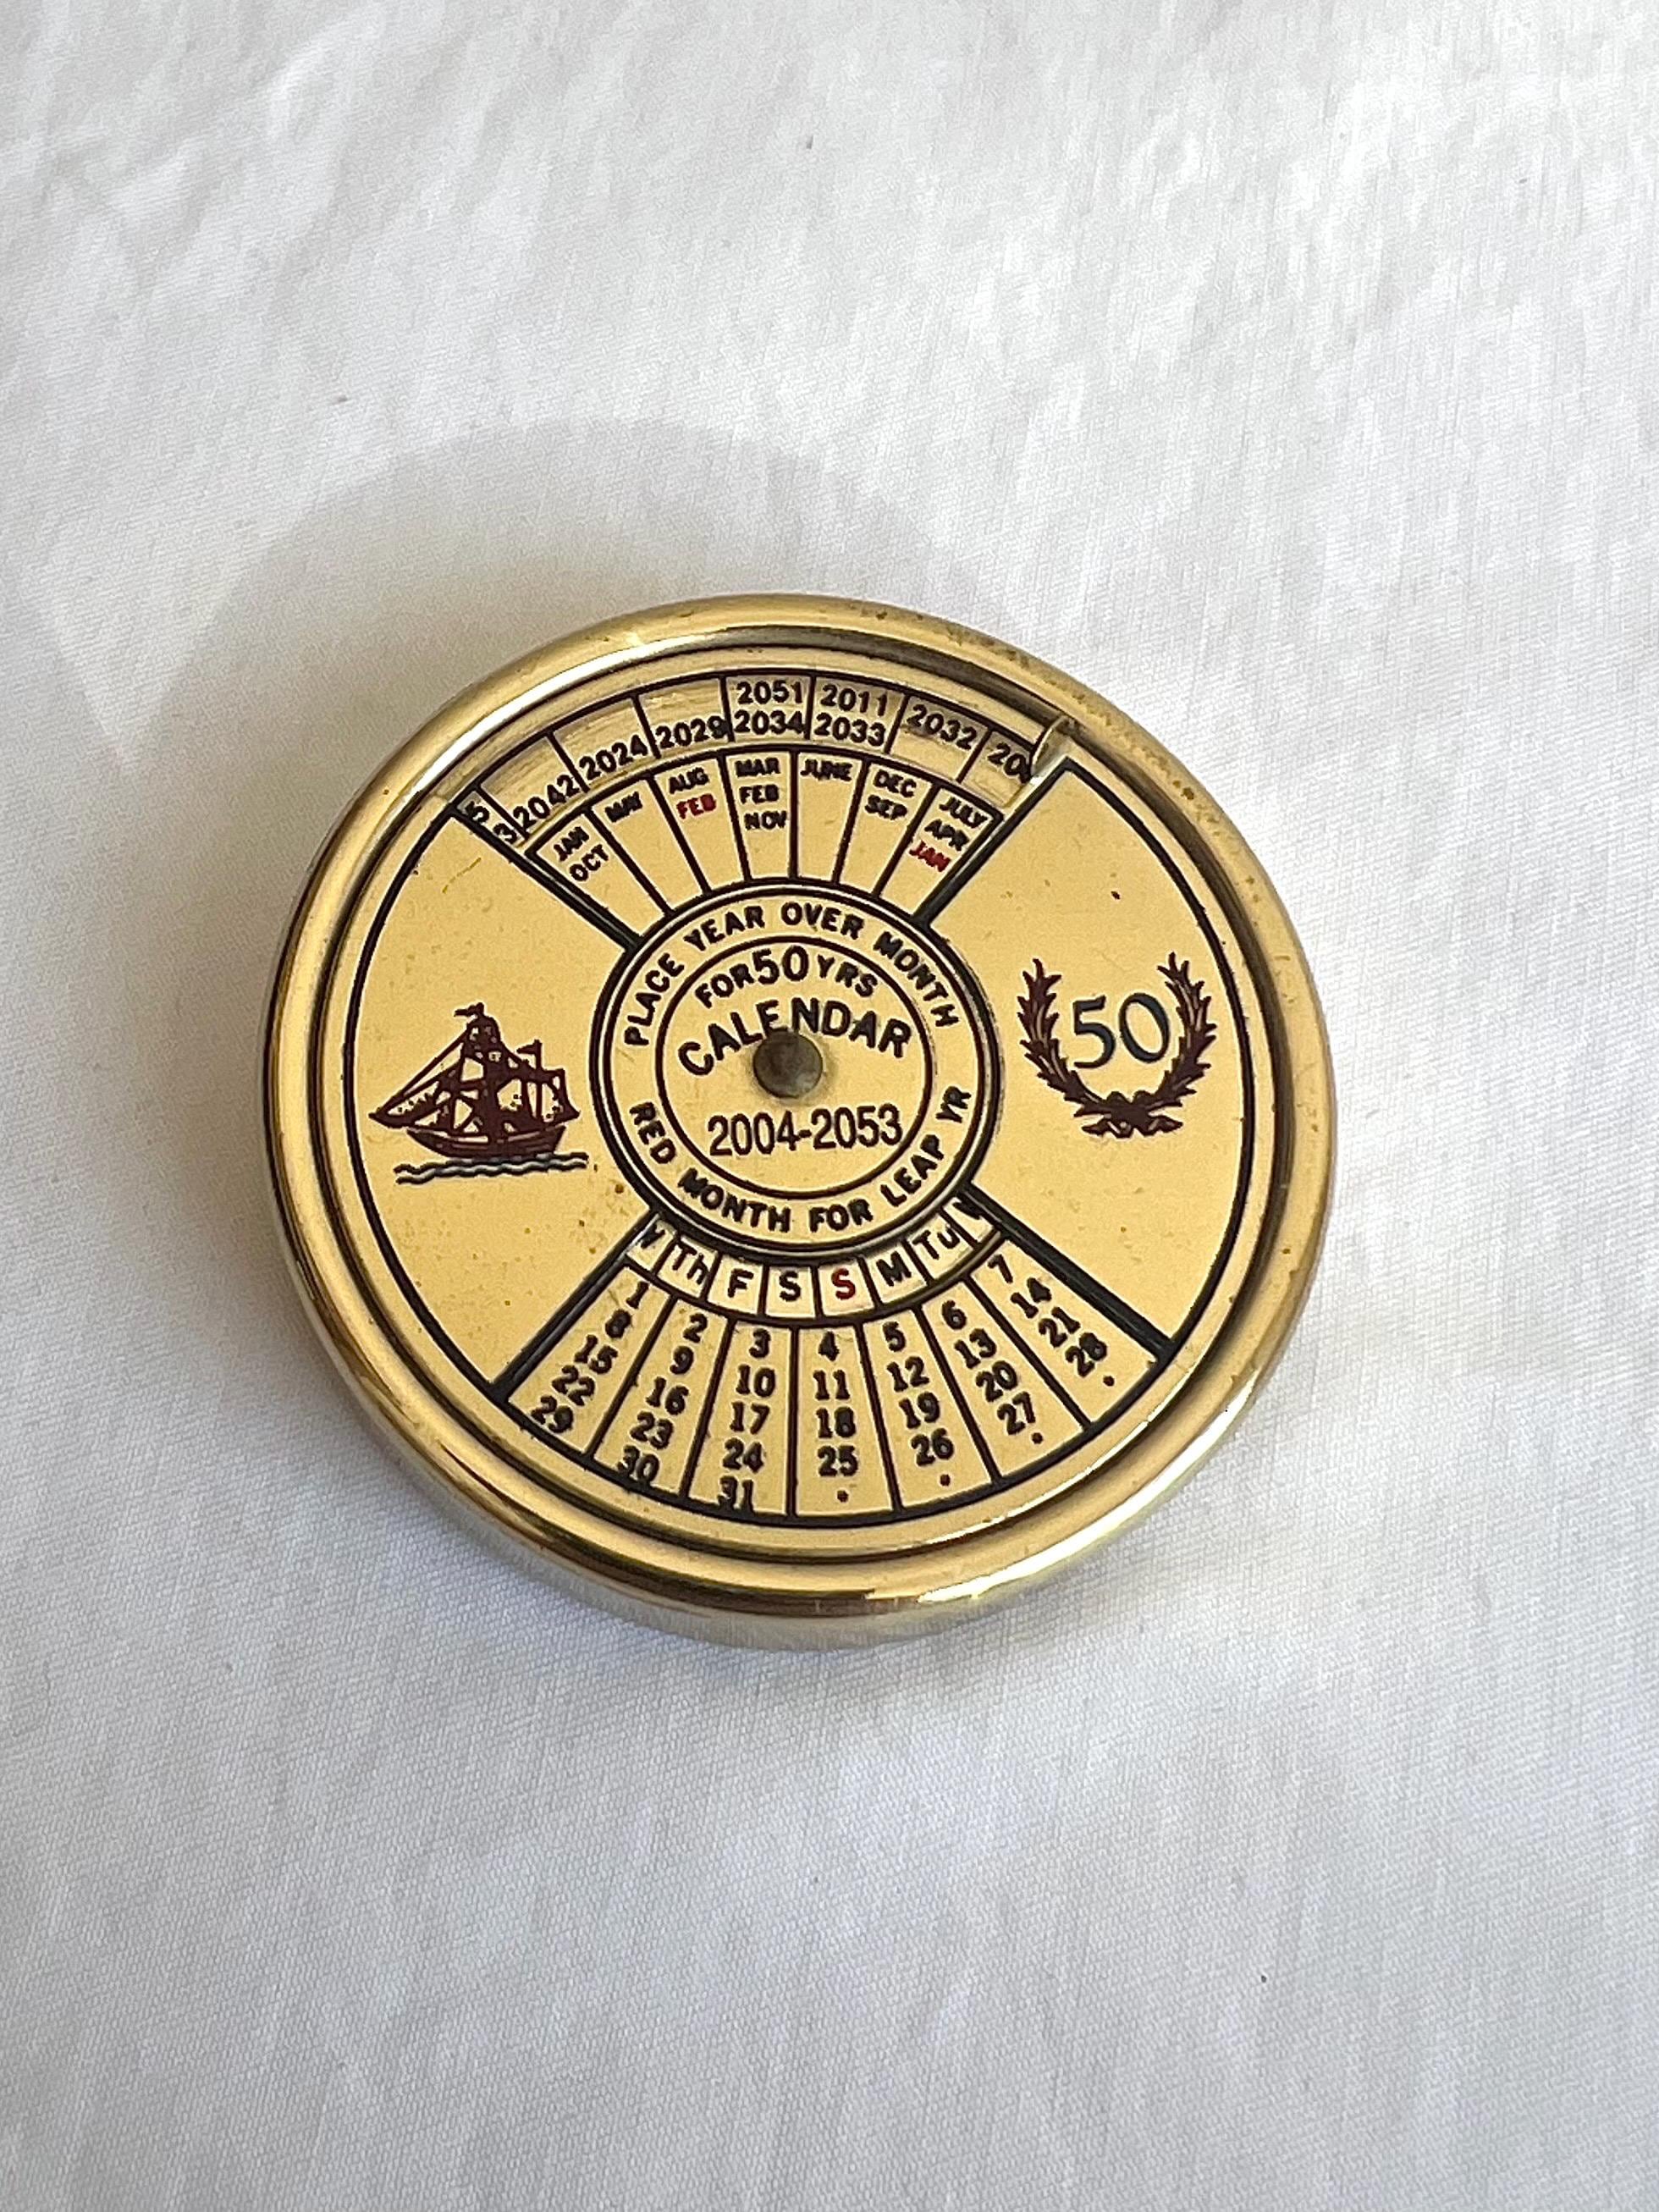 2051 2011
2042 2024 2029 2034 2033 2032
JAN MAY AUG MAR JUNE DEC JULY
OCT FEB FEB SEP APR
NOV JAN
PLACE YEAR OVER MONTH
FOR 50 YRS
CALENDAR
2004-2053
RED MONTH FOR LEAP YR
50
Th F S S M Tu
1 2 3 4 5 6 7
8 9 10 11 12 13 14
15 16 17 18 19 20 21
22 23 24 25 26 27 28
29 30 31 . . . .